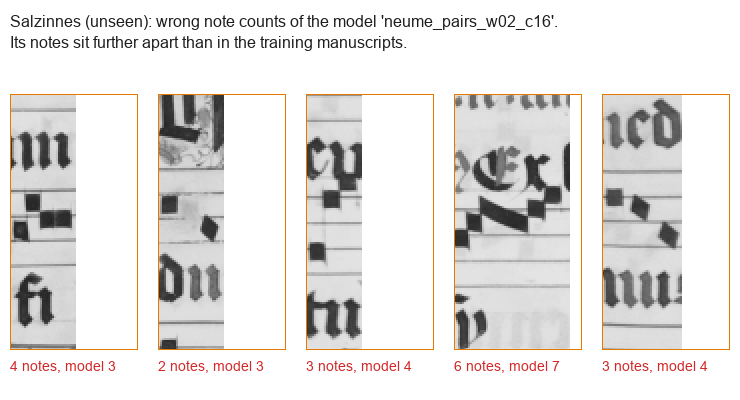 Salzinnes (unseen): wrong note counts of the model 'neume_pairs_w02_c16'.
Its notes sit further apart than in the training manuscripts.
Ex
4 notes, model 3
2 notes, model 3
3 notes, model 4
6 notes, model 7
3 notes, model 4